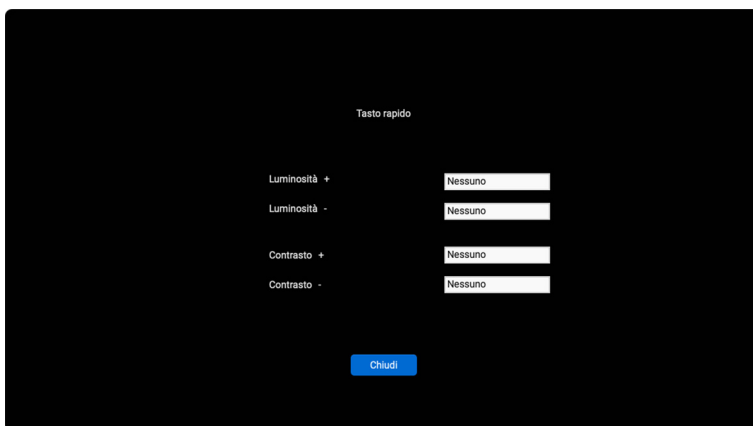 Tasto rapido
Luminosità + Nessuno
Luminosità - Nessuno
Contrasto + Nessuno
Contrasto - Nessuno
Chiudi